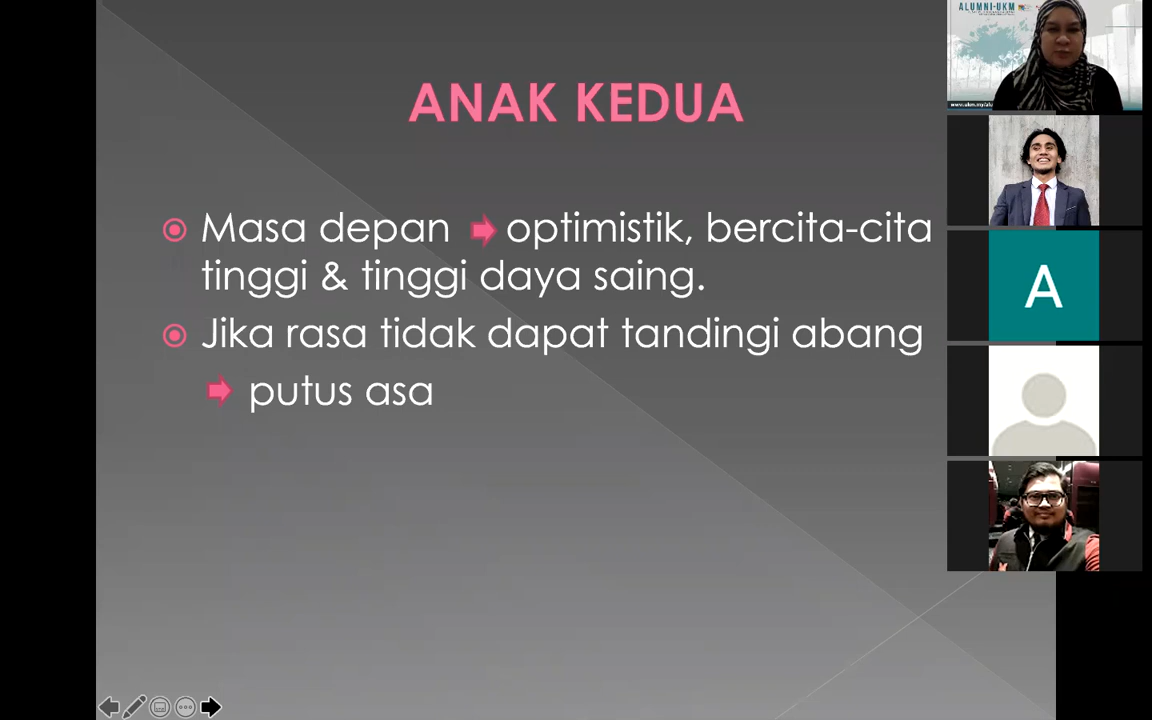 ANAK KEDUA
Masa depan optimistik, bercita-cita
tinggi & tinggi daya saing.
Jika rasa tidak dapat tandingi abang
putus asa
ALUMNI-UKM
A